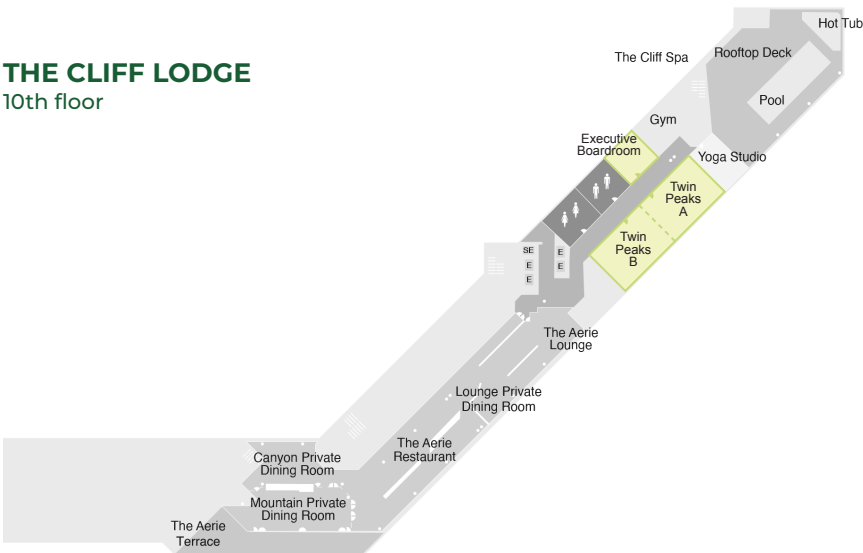 THE CLIFF LODGE
10th floor
Hot Tub
Rooftop Deck
The Cliff Spa
Pool
Gym
Executive
Boardroom
Yoga Studio
Twin
Peaks
A
Twin
Peaks
B
SE
E
E
E
E
The Aerie
Lounge
Lounge Private
Dining Room
The Aerie
Restaurant
Canyon Private
Dining Room
Mountain Private
Dining Room
The Aerie
Terrace